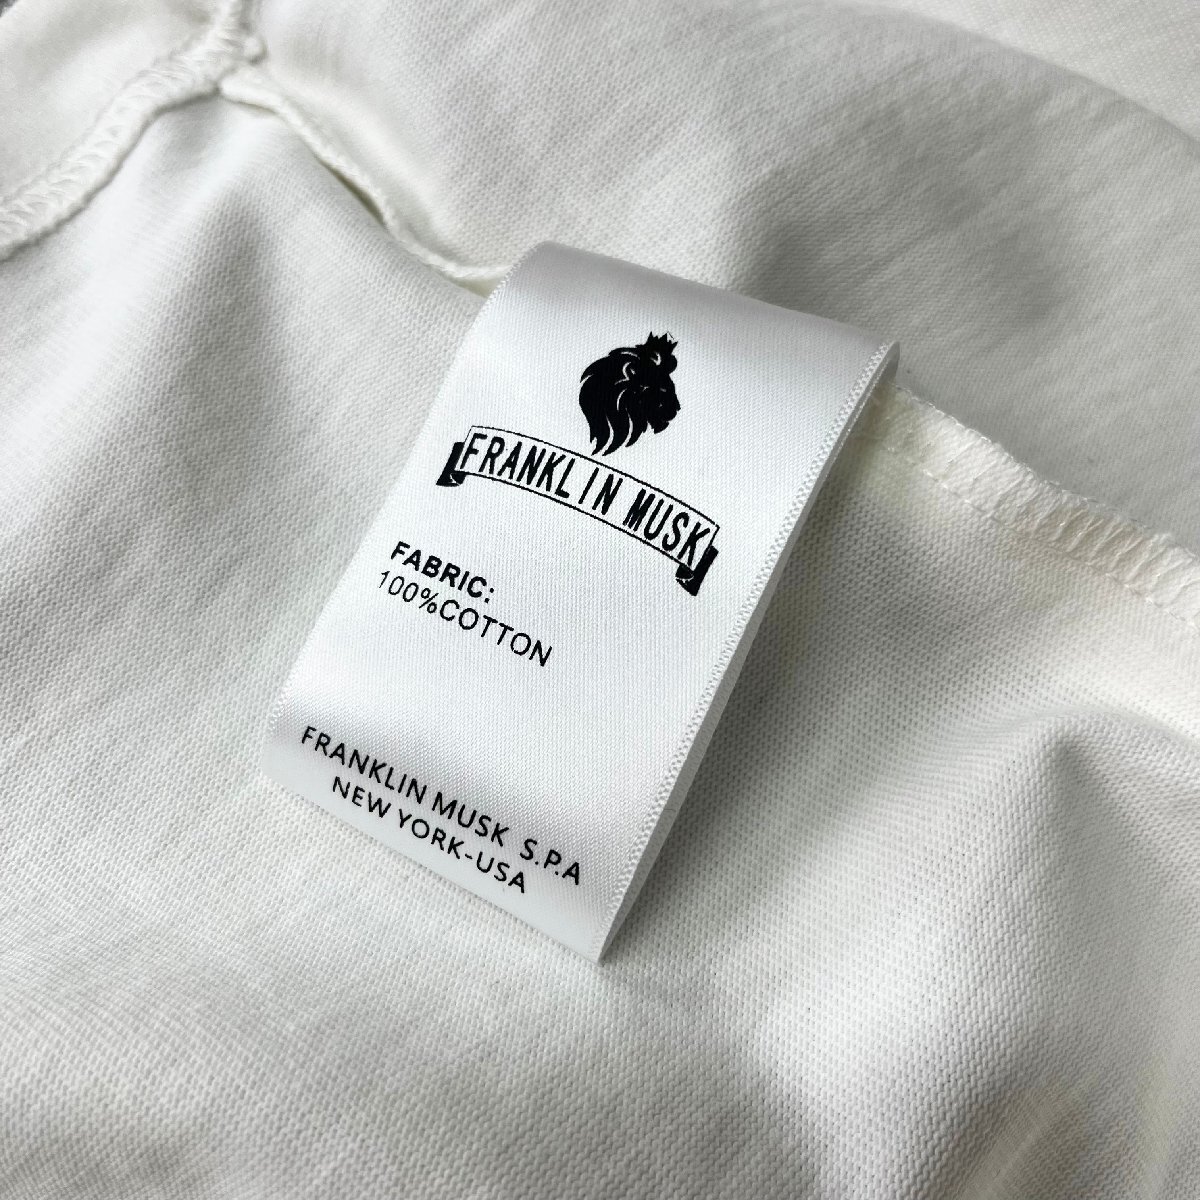 FRANKLIN MUSK
FABRIC:
100%COTTON
FRANKLIN MUSK S.P.A
NEW YORK-USA